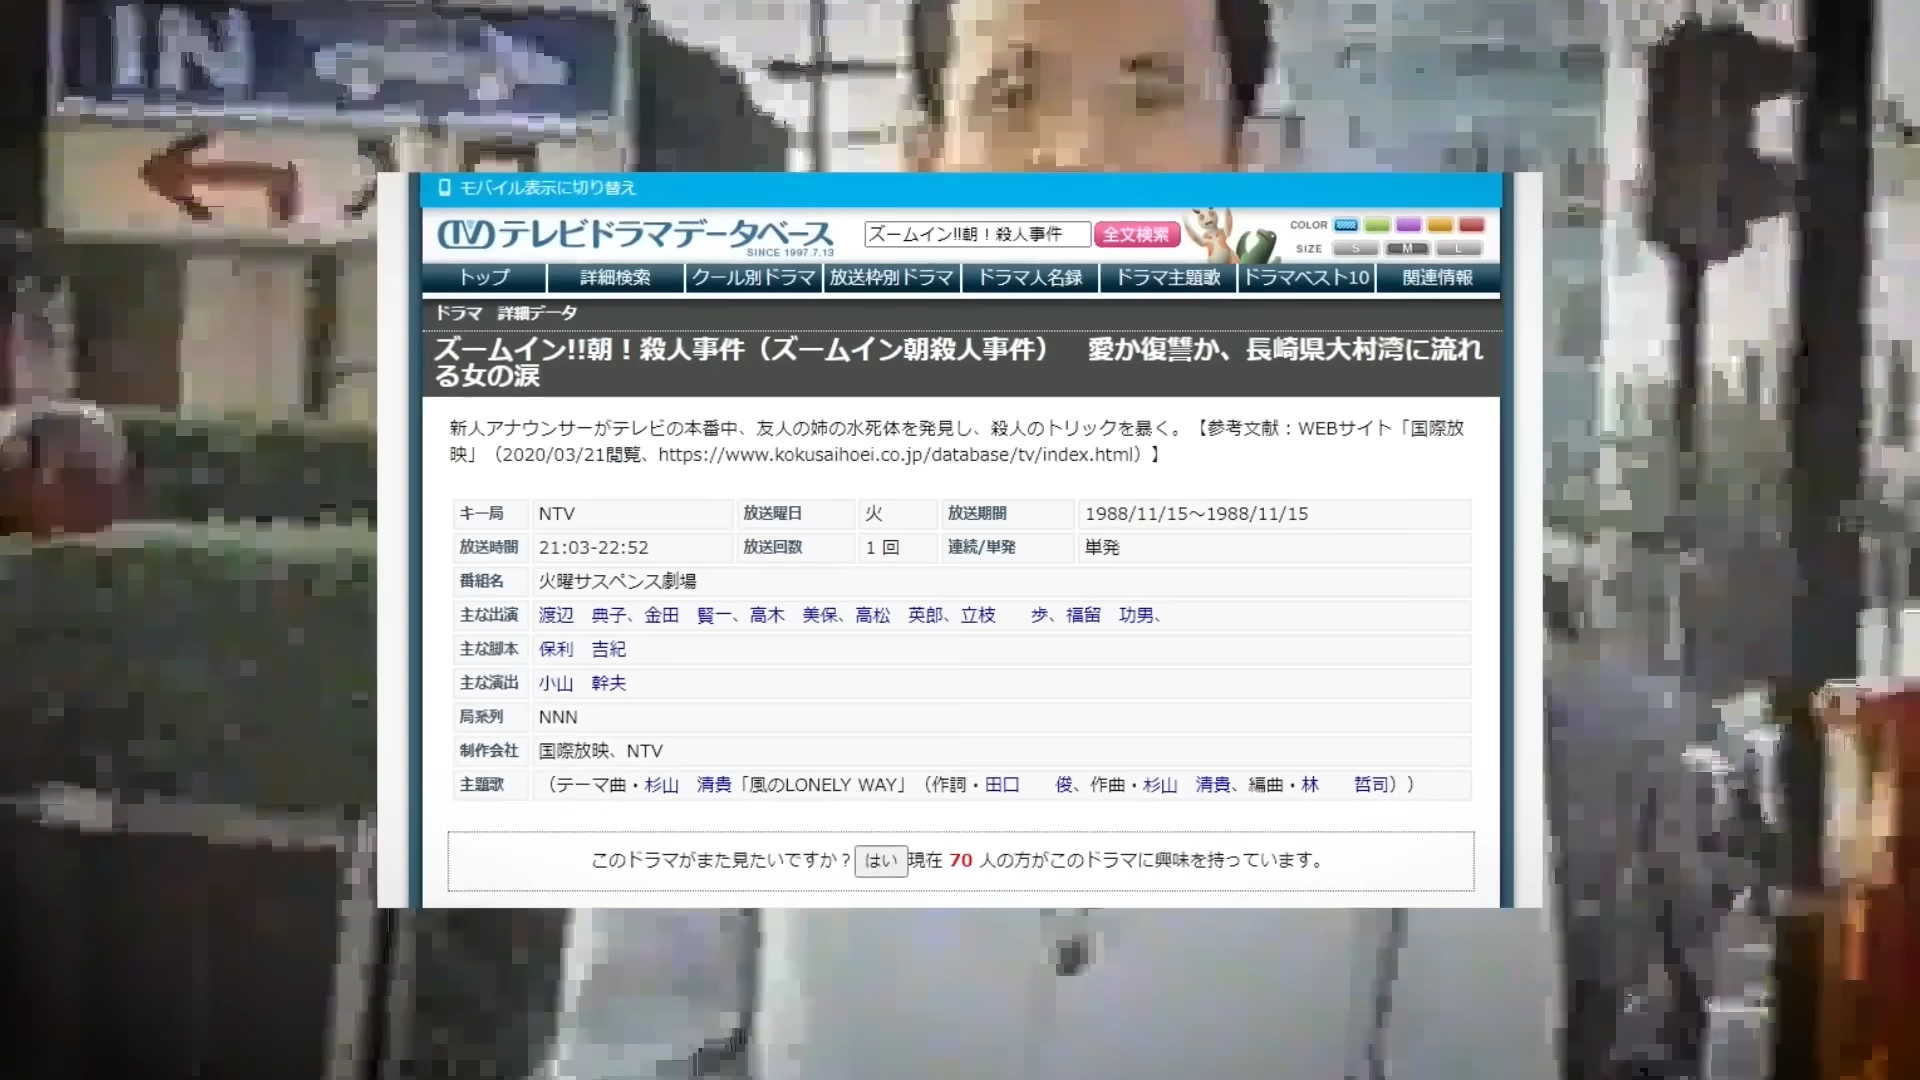 IN
モバイル表示に切り替え
テレビドラマデータベース
SINCE 1997.7.13
ズームイン!!朝！殺人事件
全文検索
COLOR
SIZE S M L
トップ 詳細検索 クール別ドラマ 放送枠別ドラマ ドラマ人名録 ドラマ主題歌 ドラマベスト10 関連情報
ドラマ 詳細データ
ズームイン!!朝！殺人事件（ズームイン朝殺人事件） 愛か復讐か、長崎県大村湾に流れ
る女の涙
新人アナウンサーがテレビの本番中、友人の姉の水死体を発見し、殺人のトリックを暴く。【参考文献：WEBサイト「国際放
映」（2020/03/21閲覧、https://www.kokusaihoei.co.jp/database/tv/index.html）】
キー局 NTV 放送曜日 火 放送期間 1988/11/15～1988/11/15
放送時間 21:03-22:52 放送回数 1 回 連続/単発 単発
番組名 火曜サスペンス劇場
主な出演 渡辺 典子、金田 賢一、高木 美保、高松 英郎、立枝 歩、福留 功男、
主な脚本 保利 吉紀
主な演出 小山 幹夫
局系列 NNN
制作会社 国際放映、NTV
主題歌 （テーマ曲・杉山 清貴「風のLONELY WAY」（作詞・田口 俊、作曲・杉山 清貴、編曲・林 哲司））
このドラマがまた見たいですか？ はい 現在 70 人の方がこのドラマに興味を持っています。